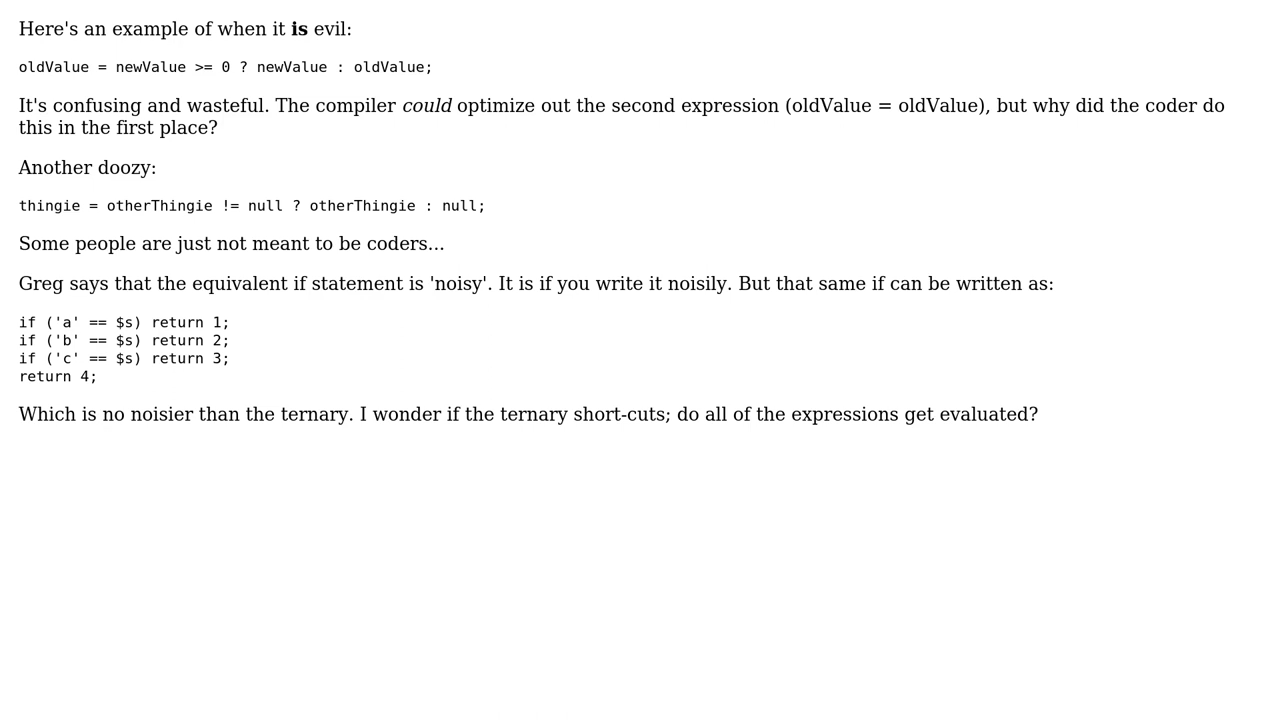 Here's an example of when it is evil:
oldValue = newValue >= 0 ? newValue : oldValue;
It's confusing and wasteful. The compiler could optimize out the second expression (oldValue = oldValue), but why did the coder do
this in the first place?
Another doozy:
thingie = otherThingie != null ? otherThingie : null;
Some people are just not meant to be coders...
Greg says that the equivalent if statement is 'noisy'. It is if you write it noisily. But that same if can be written as:
if ('a' == $s) return 1;
if ('b' == $s) return 2;
if ('c' == $s) return 3;
return 4;
Which is no noisier than the ternary. I wonder if the ternary short-cuts; do all of the expressions get evaluated?